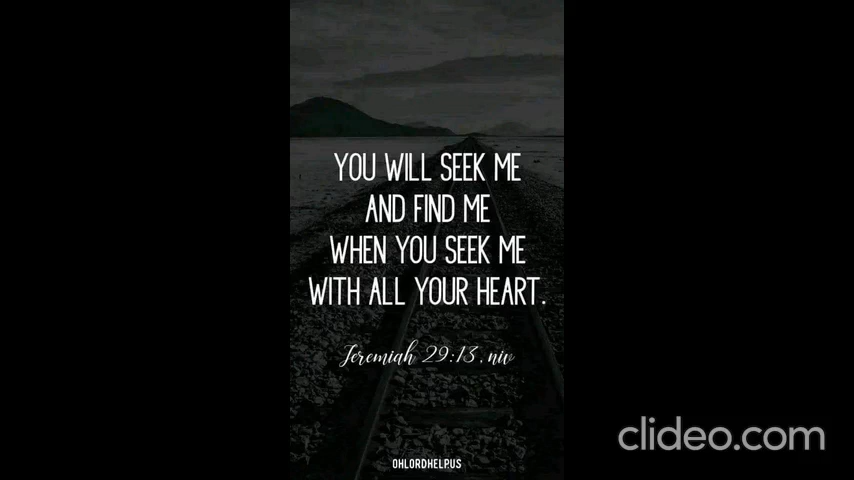 YOU WILL SEEK ME
AND FIND ME
WHEN YOU SEEK ME
WITH ALL YOUR HEART.
Jeremiah 29:13, niv
clideo.com
OHLORDHELPUS